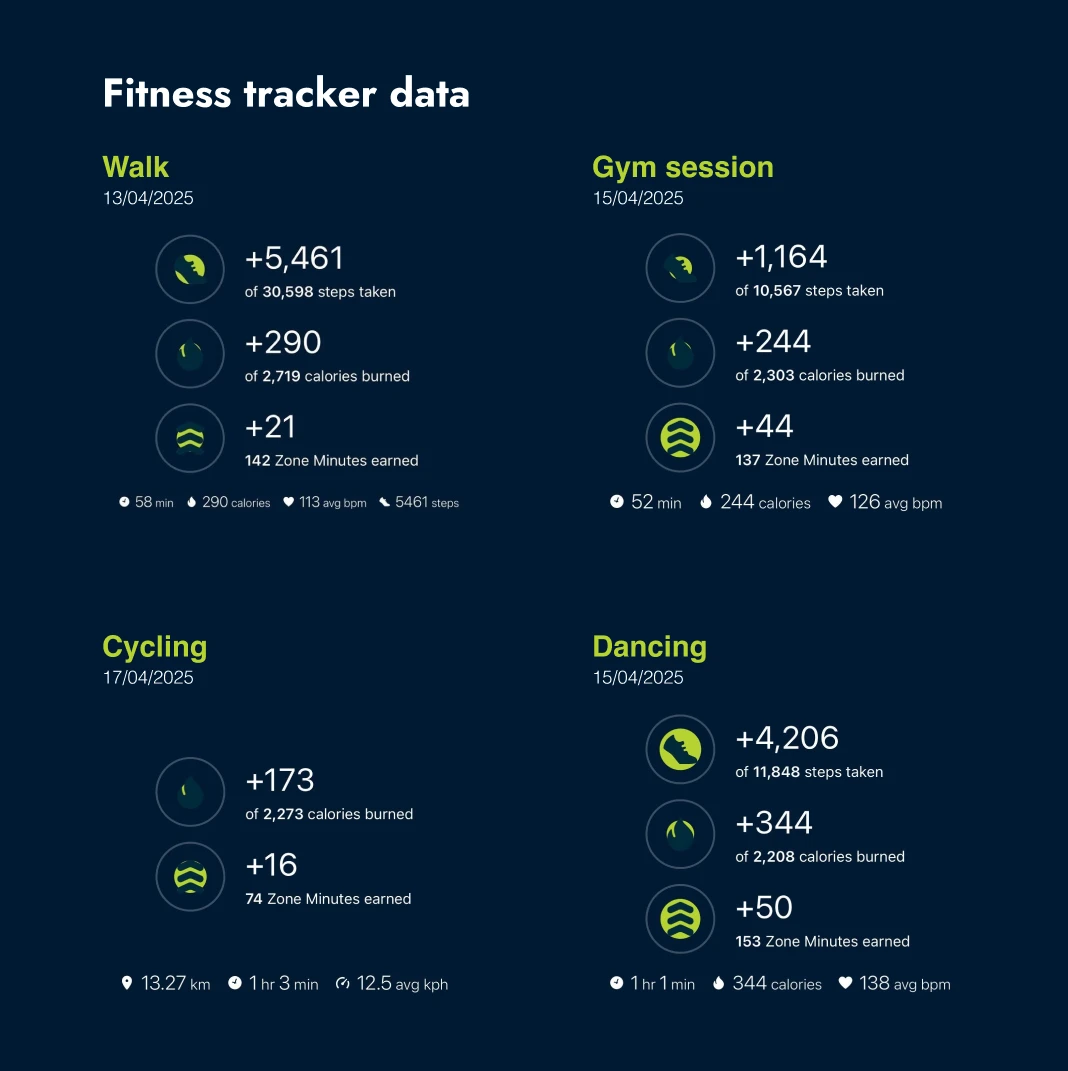 Fitness tracker data
Walk
13/04/2025
+5,461
of 30,598 steps taken
+290
of 2,719 calories burned
+21
142 Zone Minutes earned
58 min 290 calories 113 avg bpm 5461 steps
Gym session
15/04/2025
+1,164
of 10,567 steps taken
+244
of 2,303 calories burned
+44
137 Zone Minutes earned
52 min 244 calories 126 avg bpm
Cycling
17/04/2025
+173
of 2,273 calories burned
+16
74 Zone Minutes earned
13.27 km 1 hr 3 min 12.5 avg kph
Dancing
15/04/2025
+4,206
of 11,848 steps taken
+344
of 2,208 calories burned
+50
153 Zone Minutes earned
1 hr 1 min 344 calories 138 avg bpm